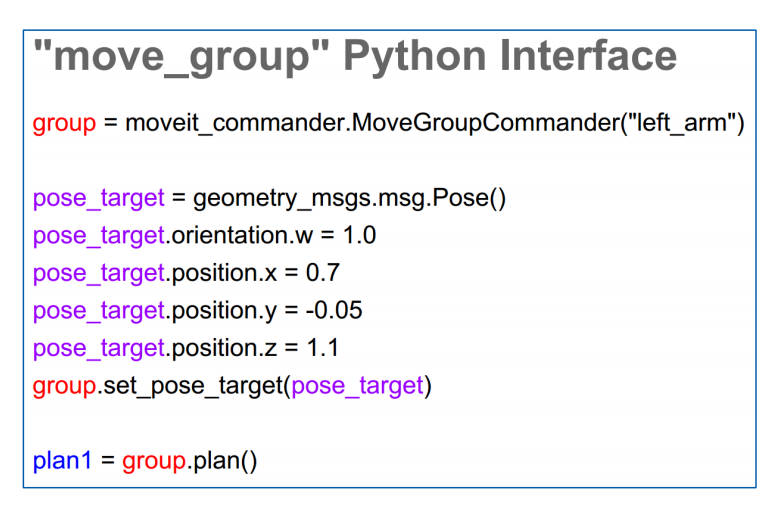 "move_group" Python Interface
group = moveit_commander.MoveGroupCommander("left_arm")
pose_target = geometry_msgs.msg.Pose()
pose_target.orientation.w = 1.0
pose_target.position.x = 0.7
pose_target.position.y = -0.05
pose_target.position.z = 1.1
group.set_pose_target(pose_target)
plan1 = group.plan()